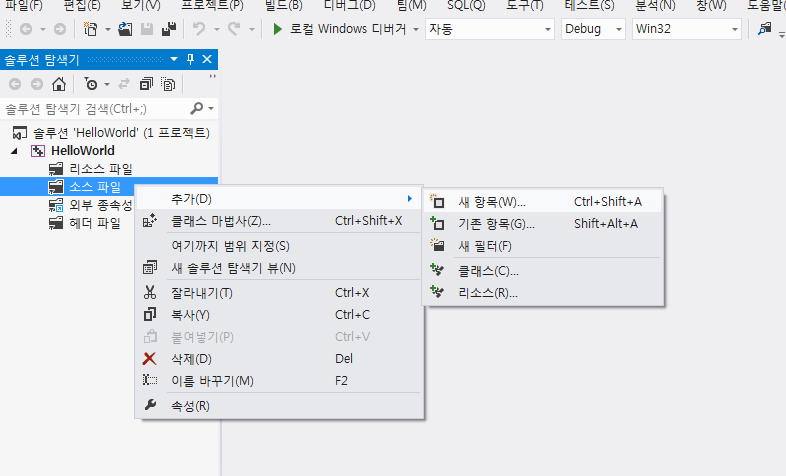 파일(F) 편집(E) 보기(V) 프로젝트(P) 빌드(B) 디버그(D) 팀(M) SQL(Q) 도구(T) 테스트(S) 분석(N) 창(W) 도움말(
로컬 Windows 디버거 자동 Debug Win32
솔루션 탐색기
솔루션 탐색기 검색(Ctrl+;)
솔루션 'HelloWorld' (1 프로젝트)
HelloWorld
리소스 파일
소스 파일
외부 종속성
헤더 파일
추가(D)
클래스 마법사(Z)... Ctrl+Shift+X
여기까지 범위 지정(S)
새 솔루션 탐색기 뷰(N)
잘라내기(T) Ctrl+X
복사(Y) Ctrl+C
붙여넣기(P) Ctrl+V
삭제(D) Del
이름 바꾸기(M) F2
속성(R)
새 항목(W)... Ctrl+Shift+A
기존 항목(G)... Shift+Alt+A
새 필터(F)
클래스(C)...
리소스(R)...